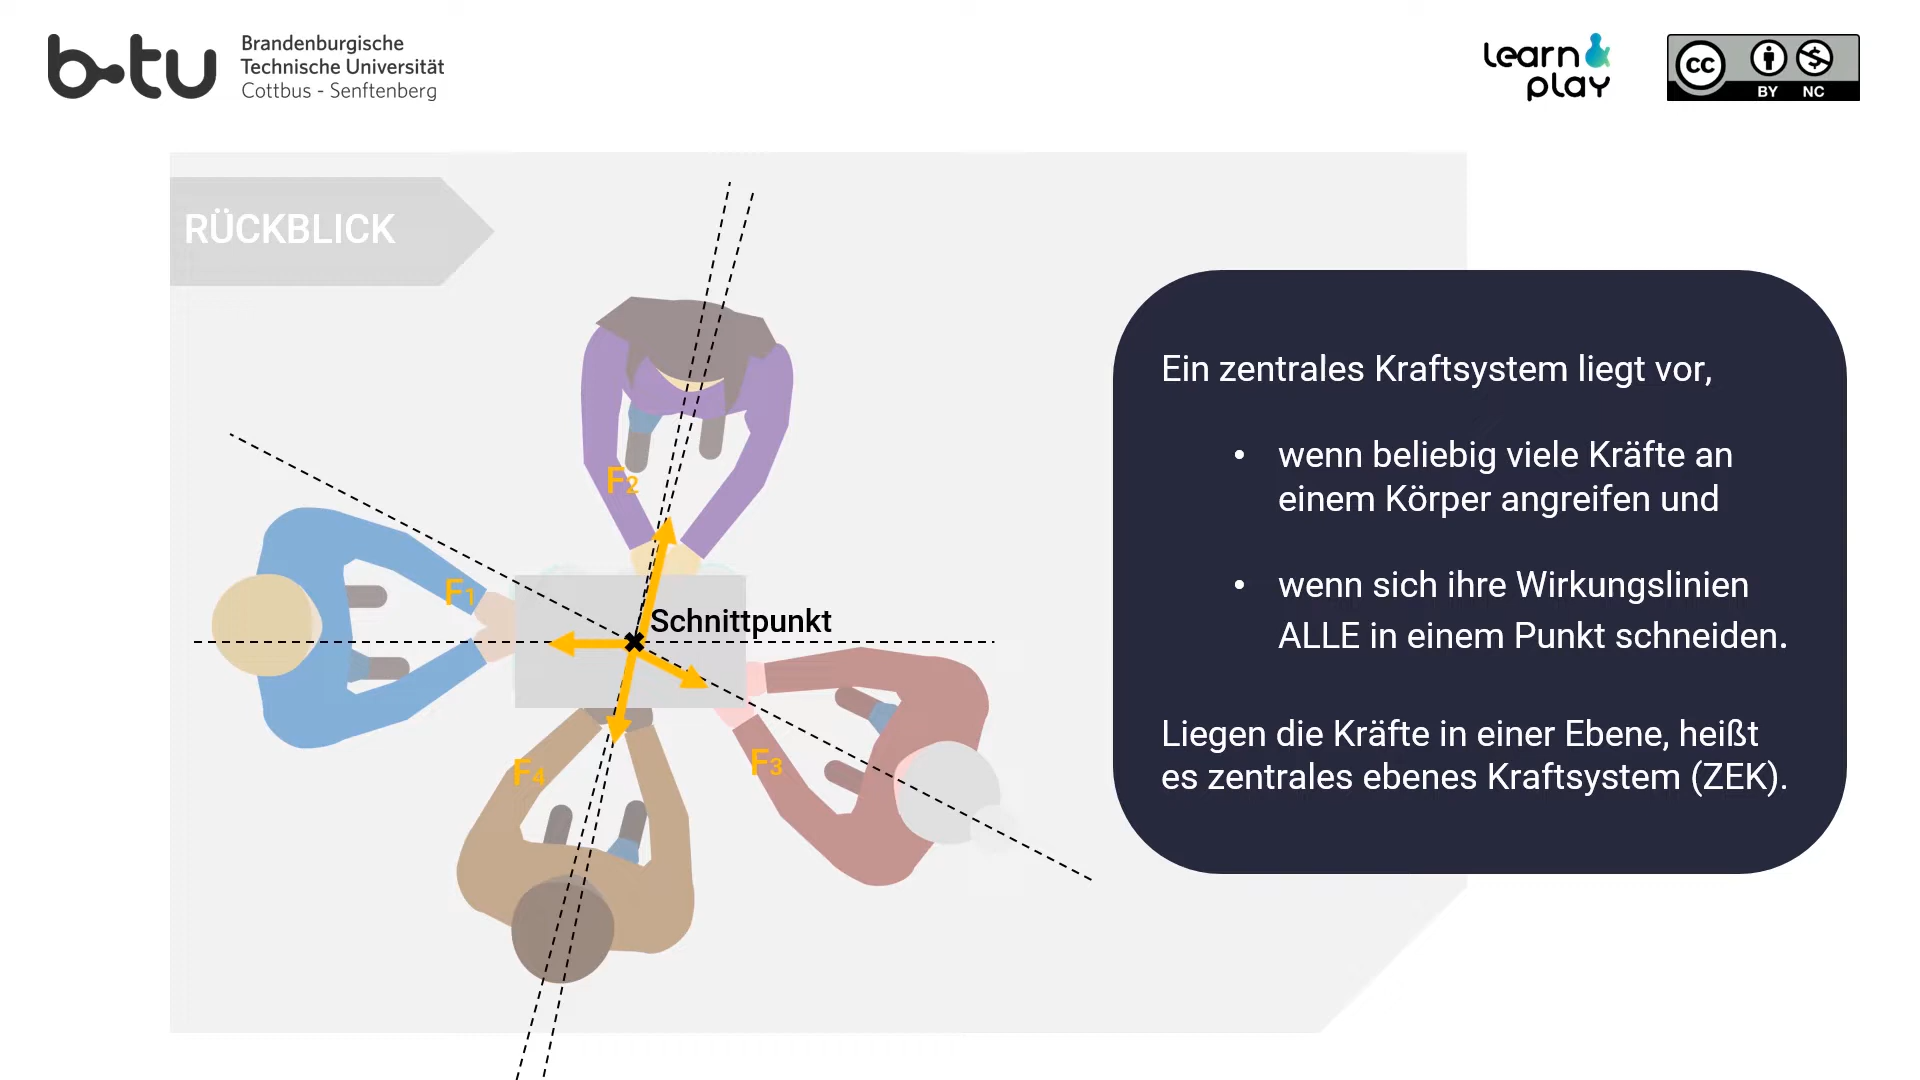 b-tu
Brandenburgische
Technische Universität
Cottbus - Senftenberg
Learn &
play
cc
BY NC
RÜCKBLICK
F2
F1
Schnittpunkt
F3
F4
Ein zentrales Kraftsystem liegt vor,
• wenn beliebig viele Kräfte an
einem Körper angreifen und
• wenn sich ihre Wirkungslinien
ALLE in einem Punkt schneiden.
Liegen die Kräfte in einer Ebene, heißt
es zentrales ebenes Kraftsystem (ZEK).